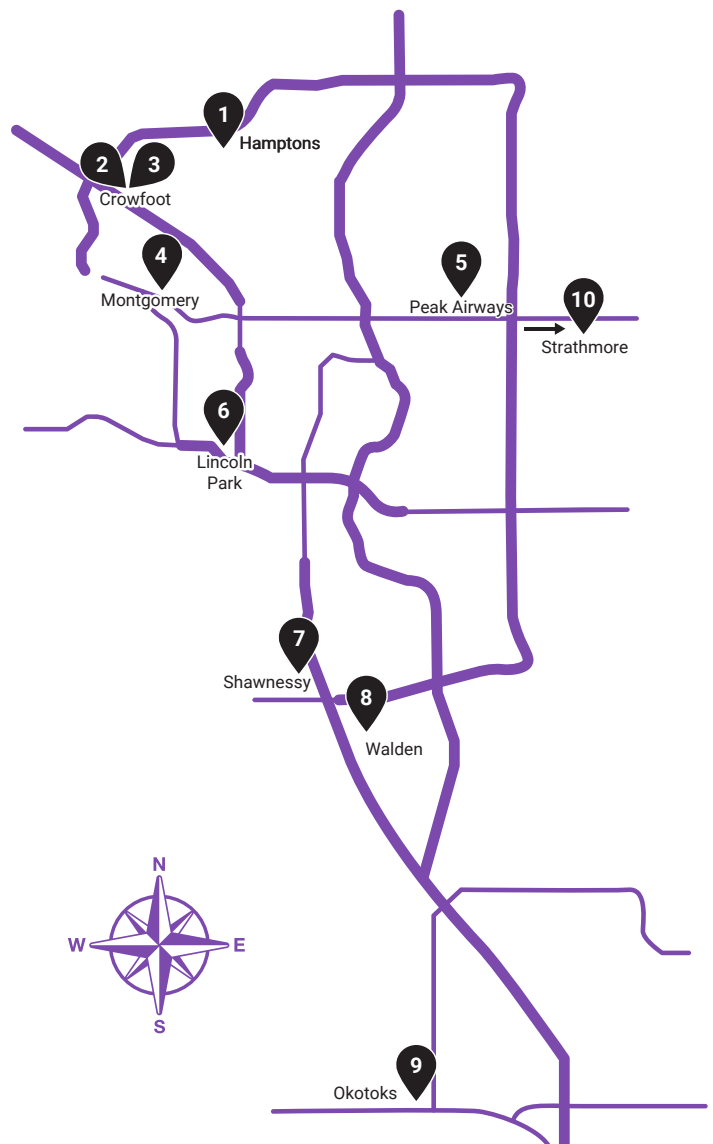 1
Hamptons
2
3
Crowfoot
4
Montgomery
5
Peak Airways
10
Strathmore
6
Lincoln
Park
7
Shawnessy
8
Walden
N
W
E
S
9
Okotoks